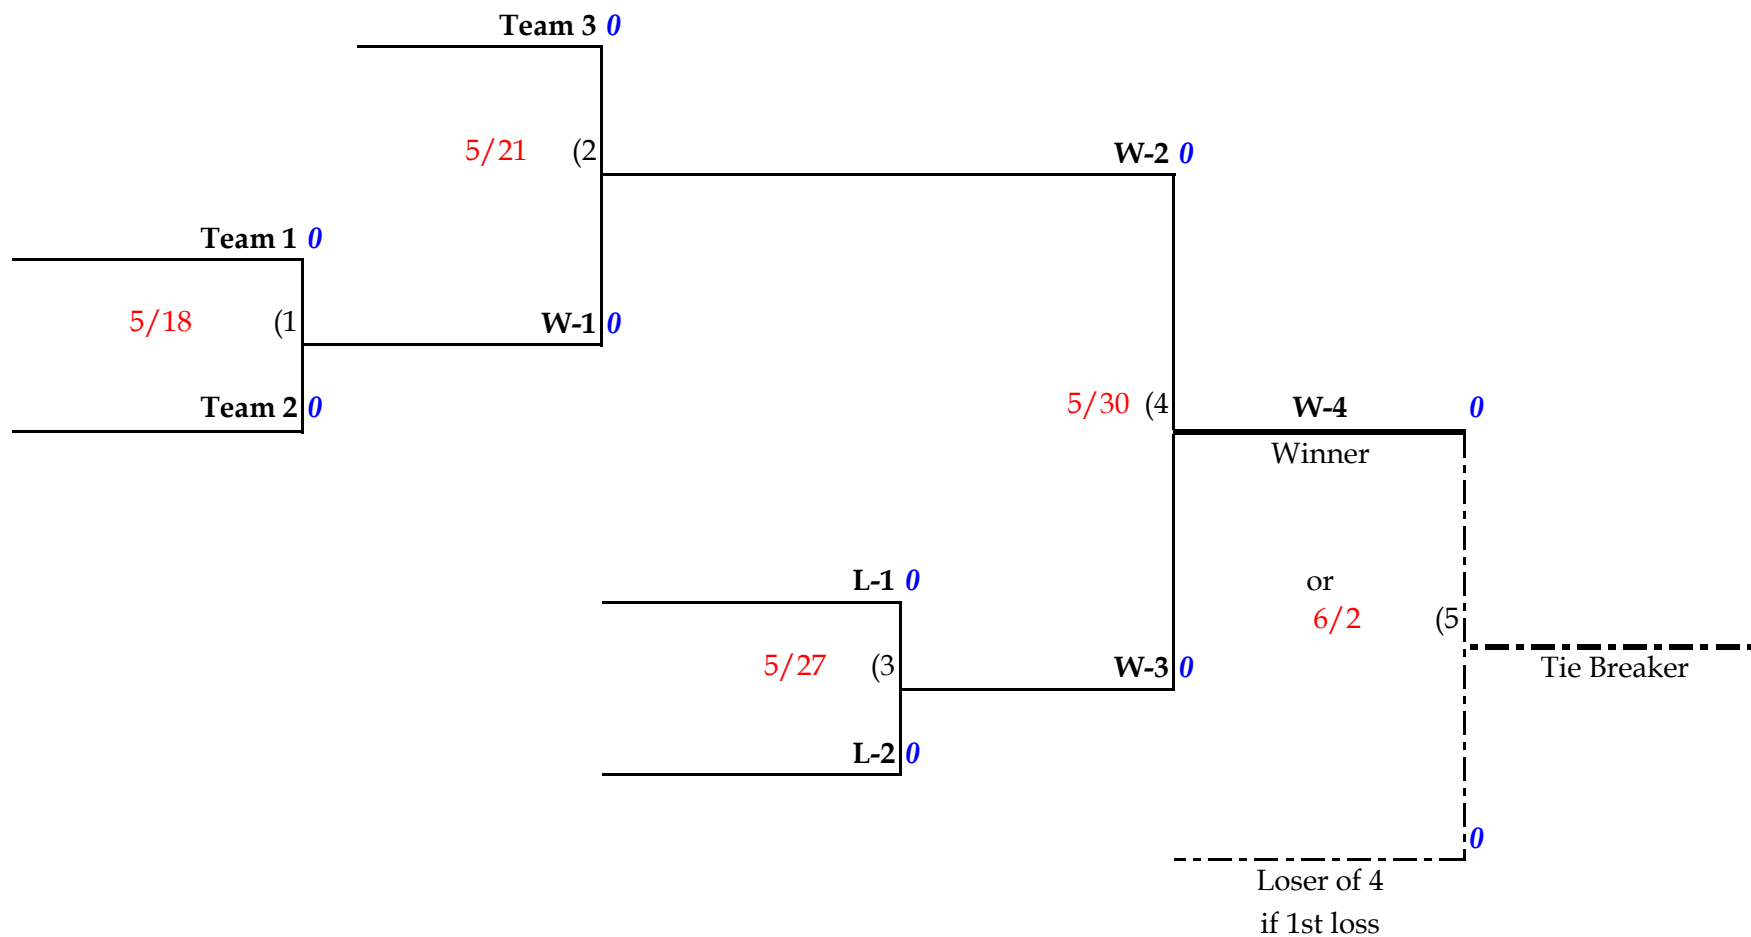 Team 3 0
5/21 (2
W-2 0
Team 1 0
5/18 (1
W-1 0
Team 2 0
5/30 (4
W-4 0
Winner
L-1 0
or
6/2 (5
5/27 (3
W-3 0
Tie Breaker
L-2 0
0
Loser of 4
if 1st loss